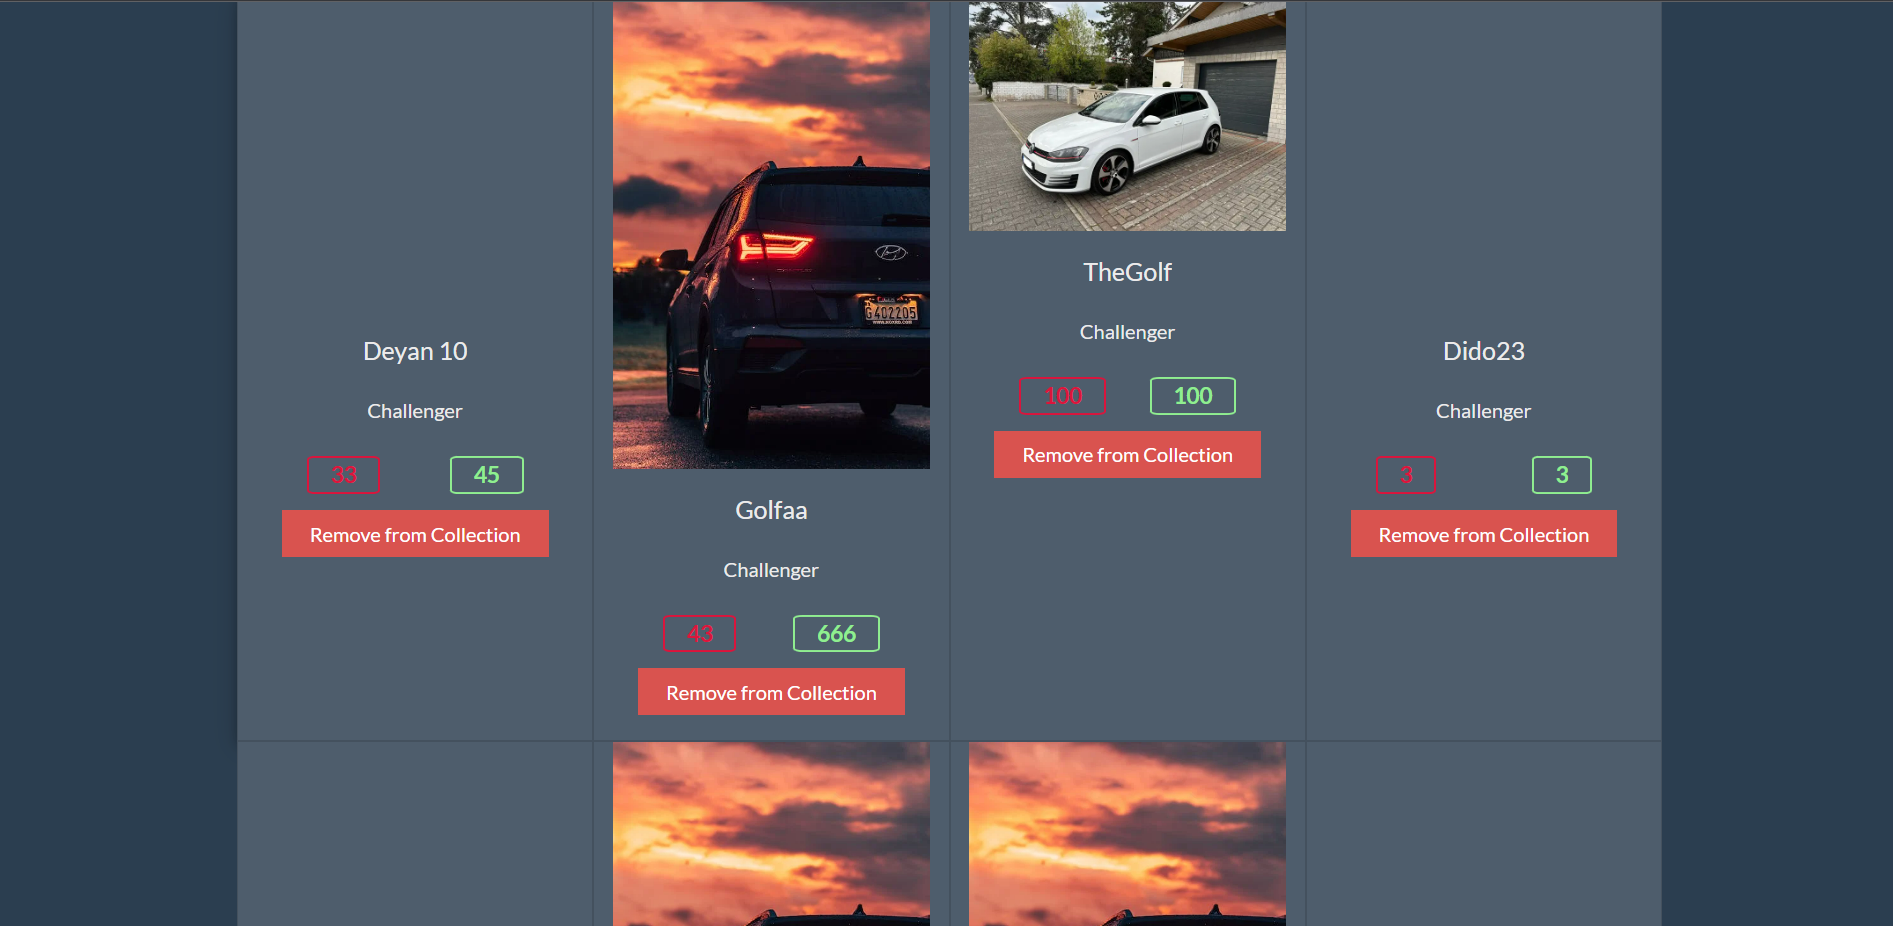 Deyan 10
Challenger
33 45
Remove from Collection
G402205
Golfaa
Challenger
43 666
Remove from Collection
TheGolf
Challenger
100 100
Remove from Collection
Dido23
Challenger
3 3
Remove from Collection